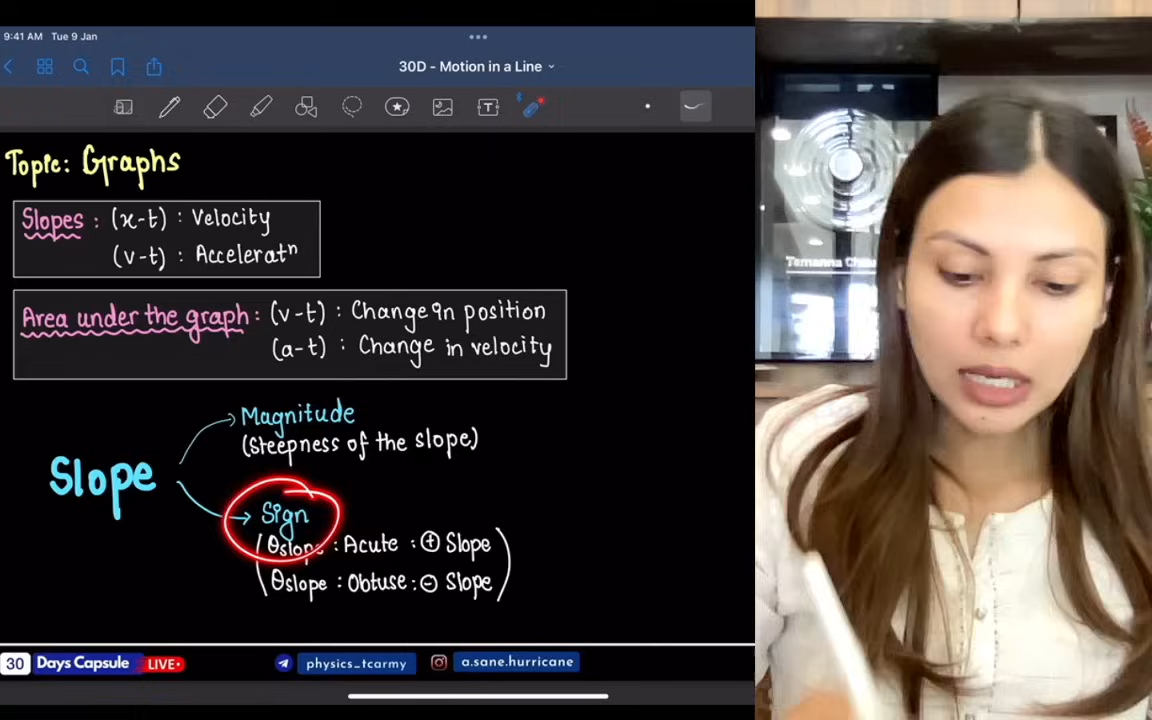 9:41 AM Tue 9 Jan
30D - Motion in a Line
Topic: Graphs
Slopes : (x-t) : Velocity
(v-t) : Acceleratⁿ
Area under the graph : (v-t) : Change in position
(a-t) : Change in velocity
Magnitude
(Steepness of the slope)
Slope
Sign
(θslope : Acute : ⊕ Slope
θslope : Obtuse : ⊖ Slope)
30 Days Capsule LIVE
physics_tcarmy
a.sane.hurricane